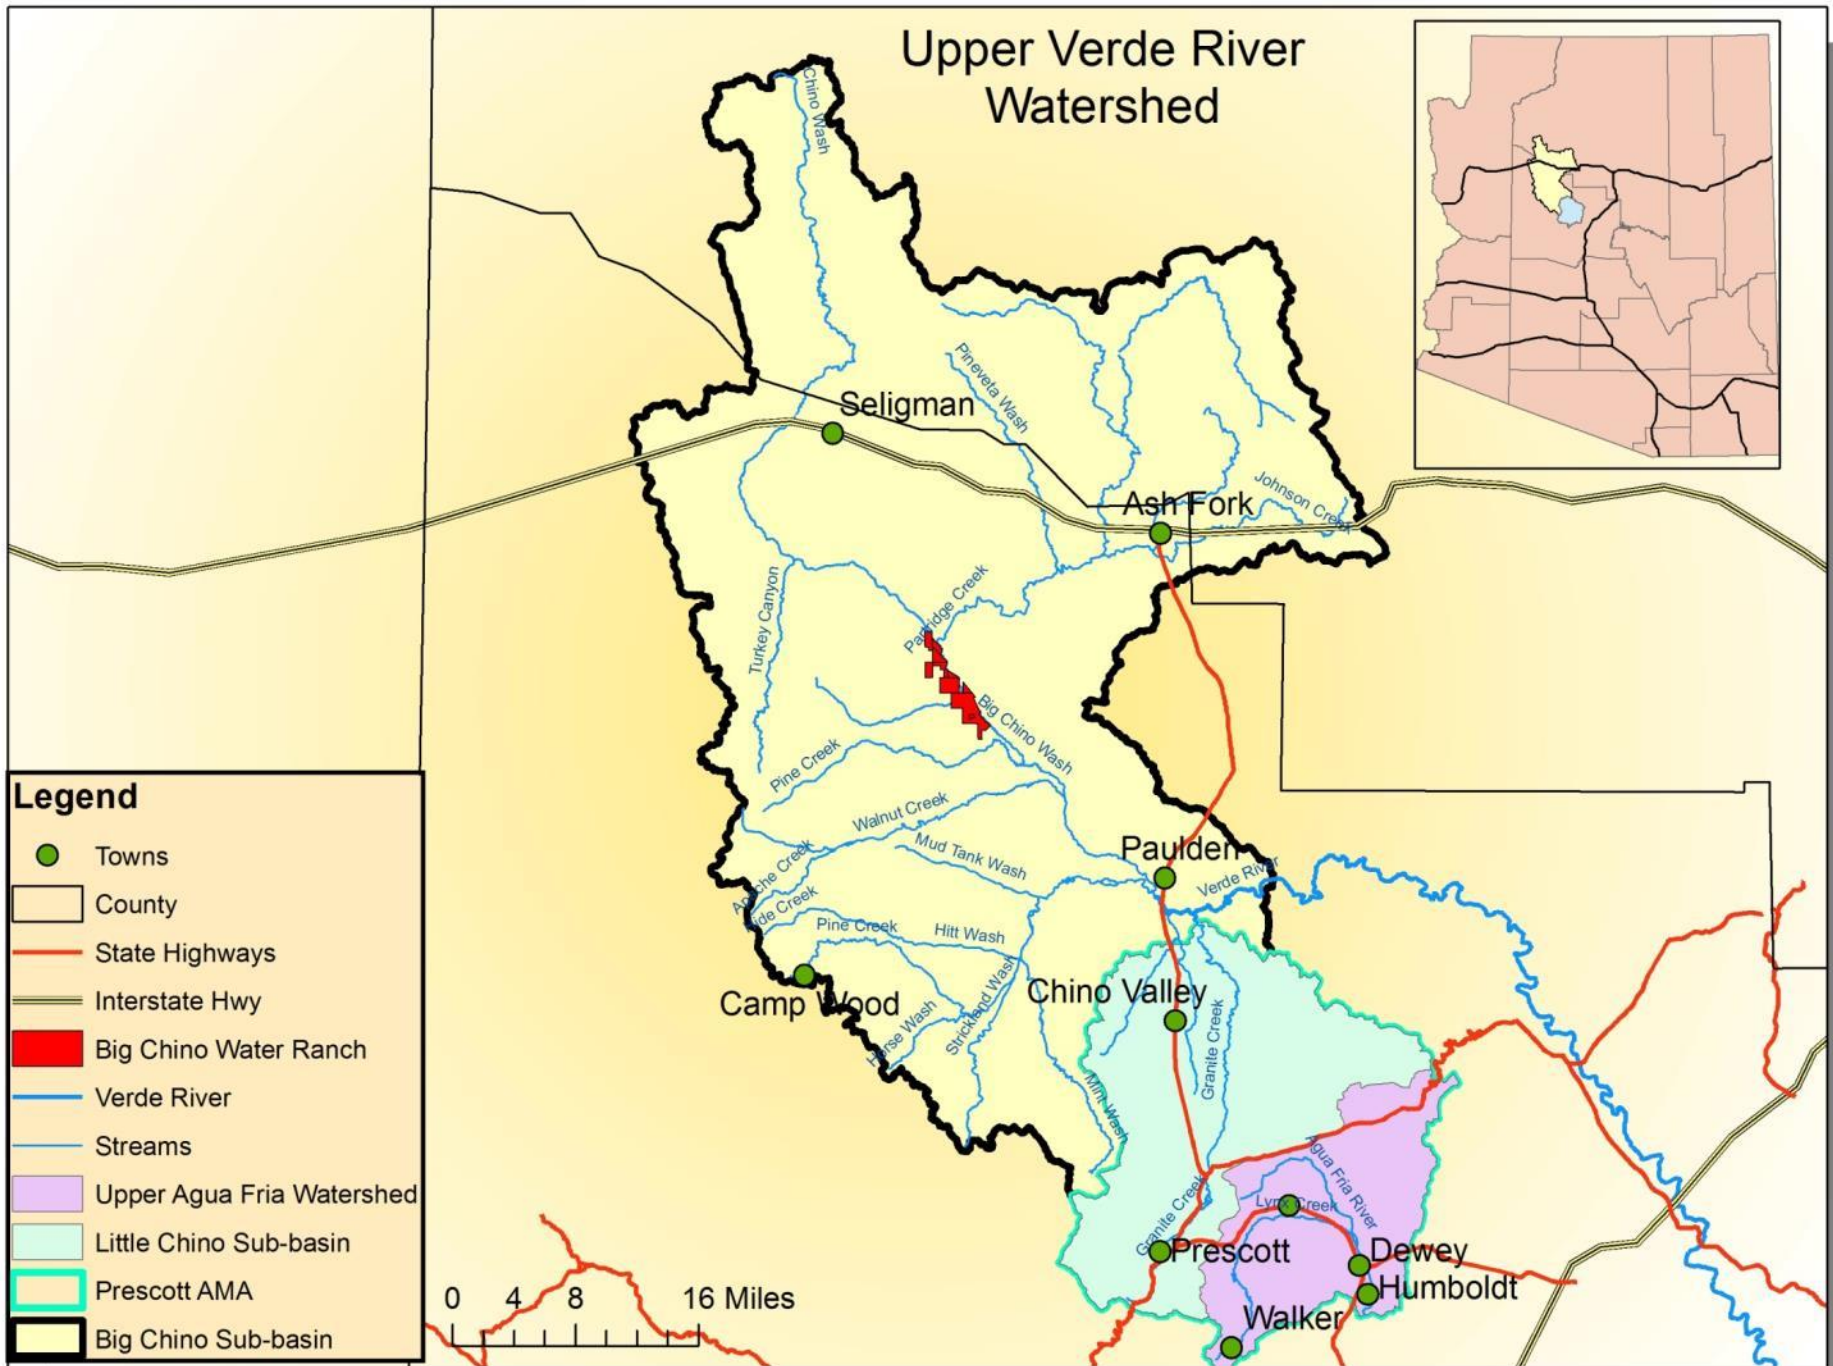 Upper Verde River
Watershed
Chino Wash
Pineveta Wash
Seligman
Ash Fork
Johnson Creek
Turkey Canyon
Partridge Creek
Big Chino Wash
Pine Creek
Walnut Creek
Mud Tank Wash
Paulden
Verde River
Apache Creek
Pine Creek
Hitt Wash
Camp Wood
Horse Wash
Strickland Wash
Chino Valley
Granite Creek
Mint Wash
Granite Creek
Agua Fria River
Lynx Creek
Prescott
Dewey
Humboldt
Walker
Legend
Towns
County
State Highways
Interstate Hwy
Big Chino Water Ranch
Verde River
Streams
Upper Agua Fria Watershed
Little Chino Sub-basin
Prescott AMA
Big Chino Sub-basin
0 4 8 16 Miles